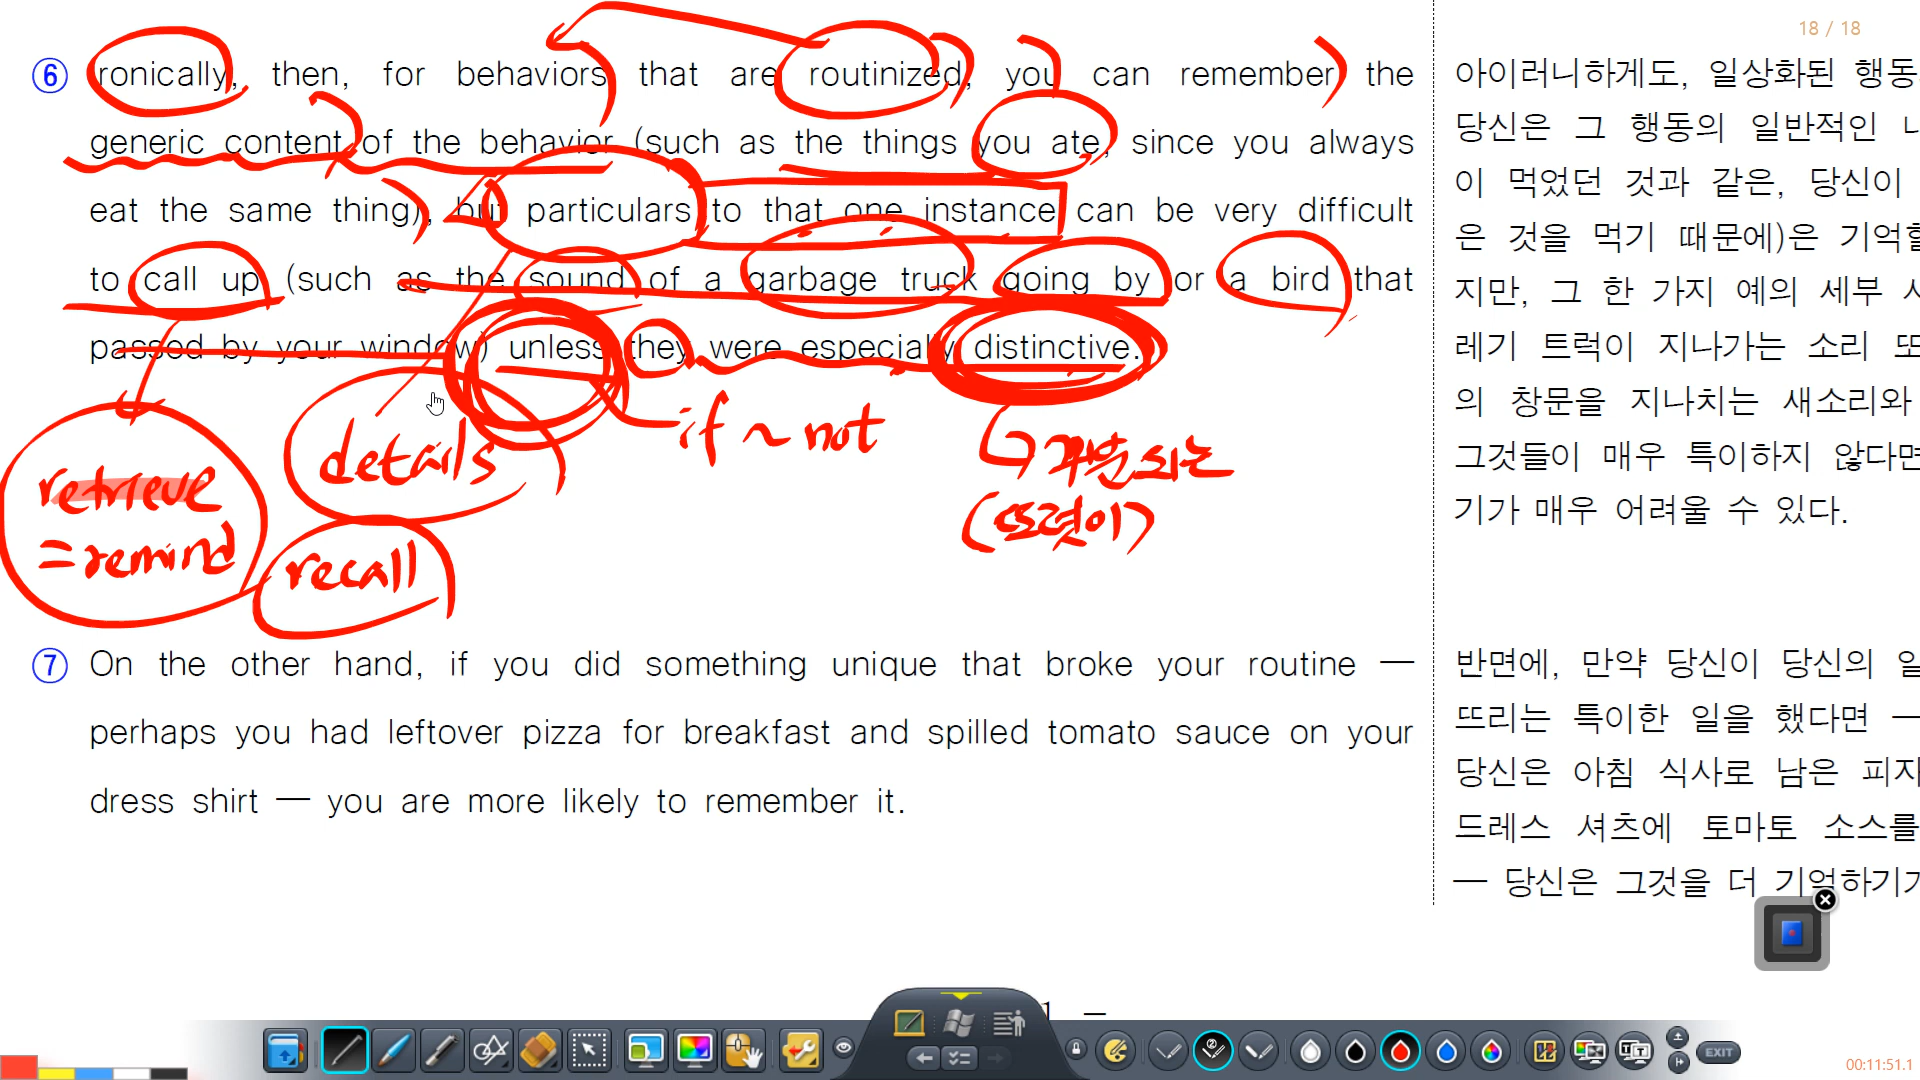 18 / 18
⑥ Ironically, then, for behaviors that are routinized, you can remember the
generic content of the behavior (such as the things you ate, since you always
eat the same thing), but particulars to that one instance can be very difficult
to call up (such as the sound of a garbage truck going by or a bird that
passed by your window) unless they were especially distinctive.
details
if ~ not
구분되는
(또렷이)
retrieve
=remind
recall
⑦ On the other hand, if you did something unique that broke your routine —
perhaps you had leftover pizza for breakfast and spilled tomato sauce on your
dress shirt — you are more likely to remember it.
아이러니하게도, 일상화된 행동
당신은 그 행동의 일반적인
이 먹었던 것과 같은, 당신이
은 것을 먹기 때문에)은 기억할
지만, 그 한 가지 예의 세부
레기 트럭이 지나가는 소리 또
의 창문을 지나치는 새소리와
그것들이 매우 특이하지 않다면
기가 매우 어려울 수 있다.
반면에, 만약 당신이 당신의 일
뜨리는 특이한 일을 했다면 —
당신은 아침 식사로 남은 피자
드레스 셔츠에 토마토 소스를
— 당신은 그것을 더 기억하기가
1 –
EXIT
00:11:51.1